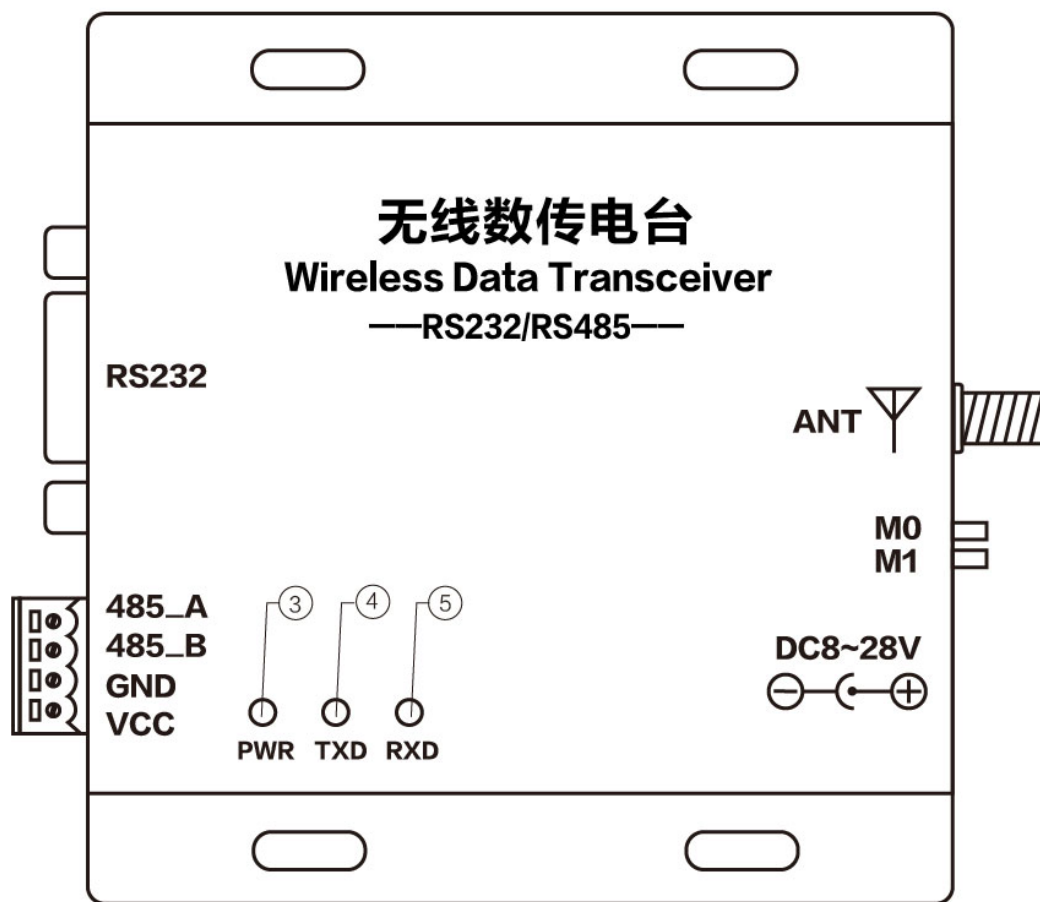 无线数传电台
Wireless Data Transceiver
——RS232/RS485——
RS232
ANT
M0
M1
485_A
485_B
GND
VCC
③ ④ ⑤
PWR TXD RXD
DC8~28V